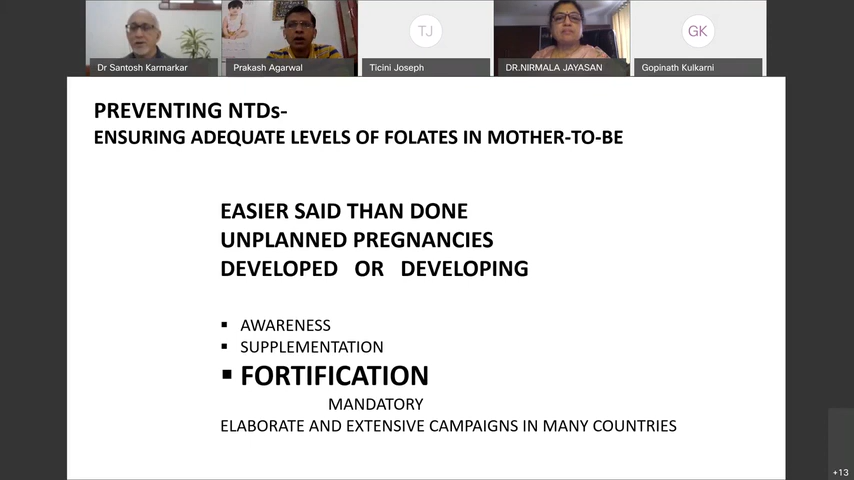 TJ
GK
Dr Santosh Karmarkar
Prakash Agarwal
Ticini Joseph
DR.NIRMALA JAYASAN
Gopinath Kulkarni
PREVENTING NTDs-
ENSURING ADEQUATE LEVELS OF FOLATES IN MOTHER-TO-BE
EASIER SAID THAN DONE
UNPLANNED PREGNANCIES
DEVELOPED OR DEVELOPING
▪ AWARENESS
▪ SUPPLEMENTATION
▪ FORTIFICATION
MANDATORY
ELABORATE AND EXTENSIVE CAMPAIGNS IN MANY COUNTRIES
+13